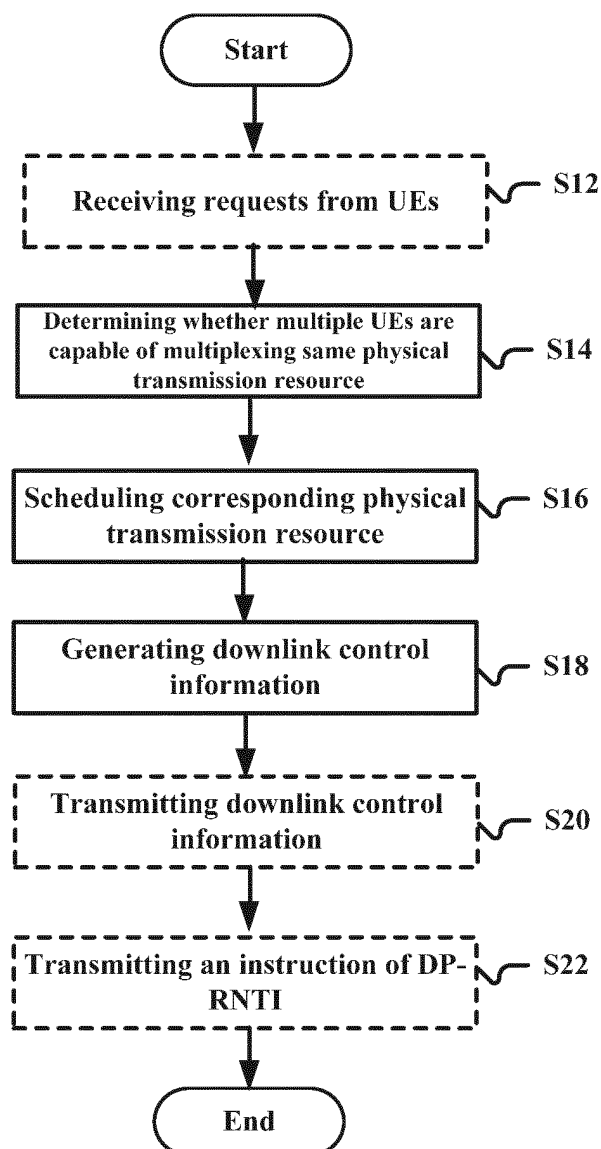 Start
Receiving requests from UEs
S12
Determining whether multiple UEs are
capable of multiplexing same physical
transmission resource
S14
Scheduling corresponding physical
transmission resource
S16
Generating downlink control
information
S18
Transmitting downlink control
information
S20
Transmitting an instruction of DP-
RNTI
S22
End